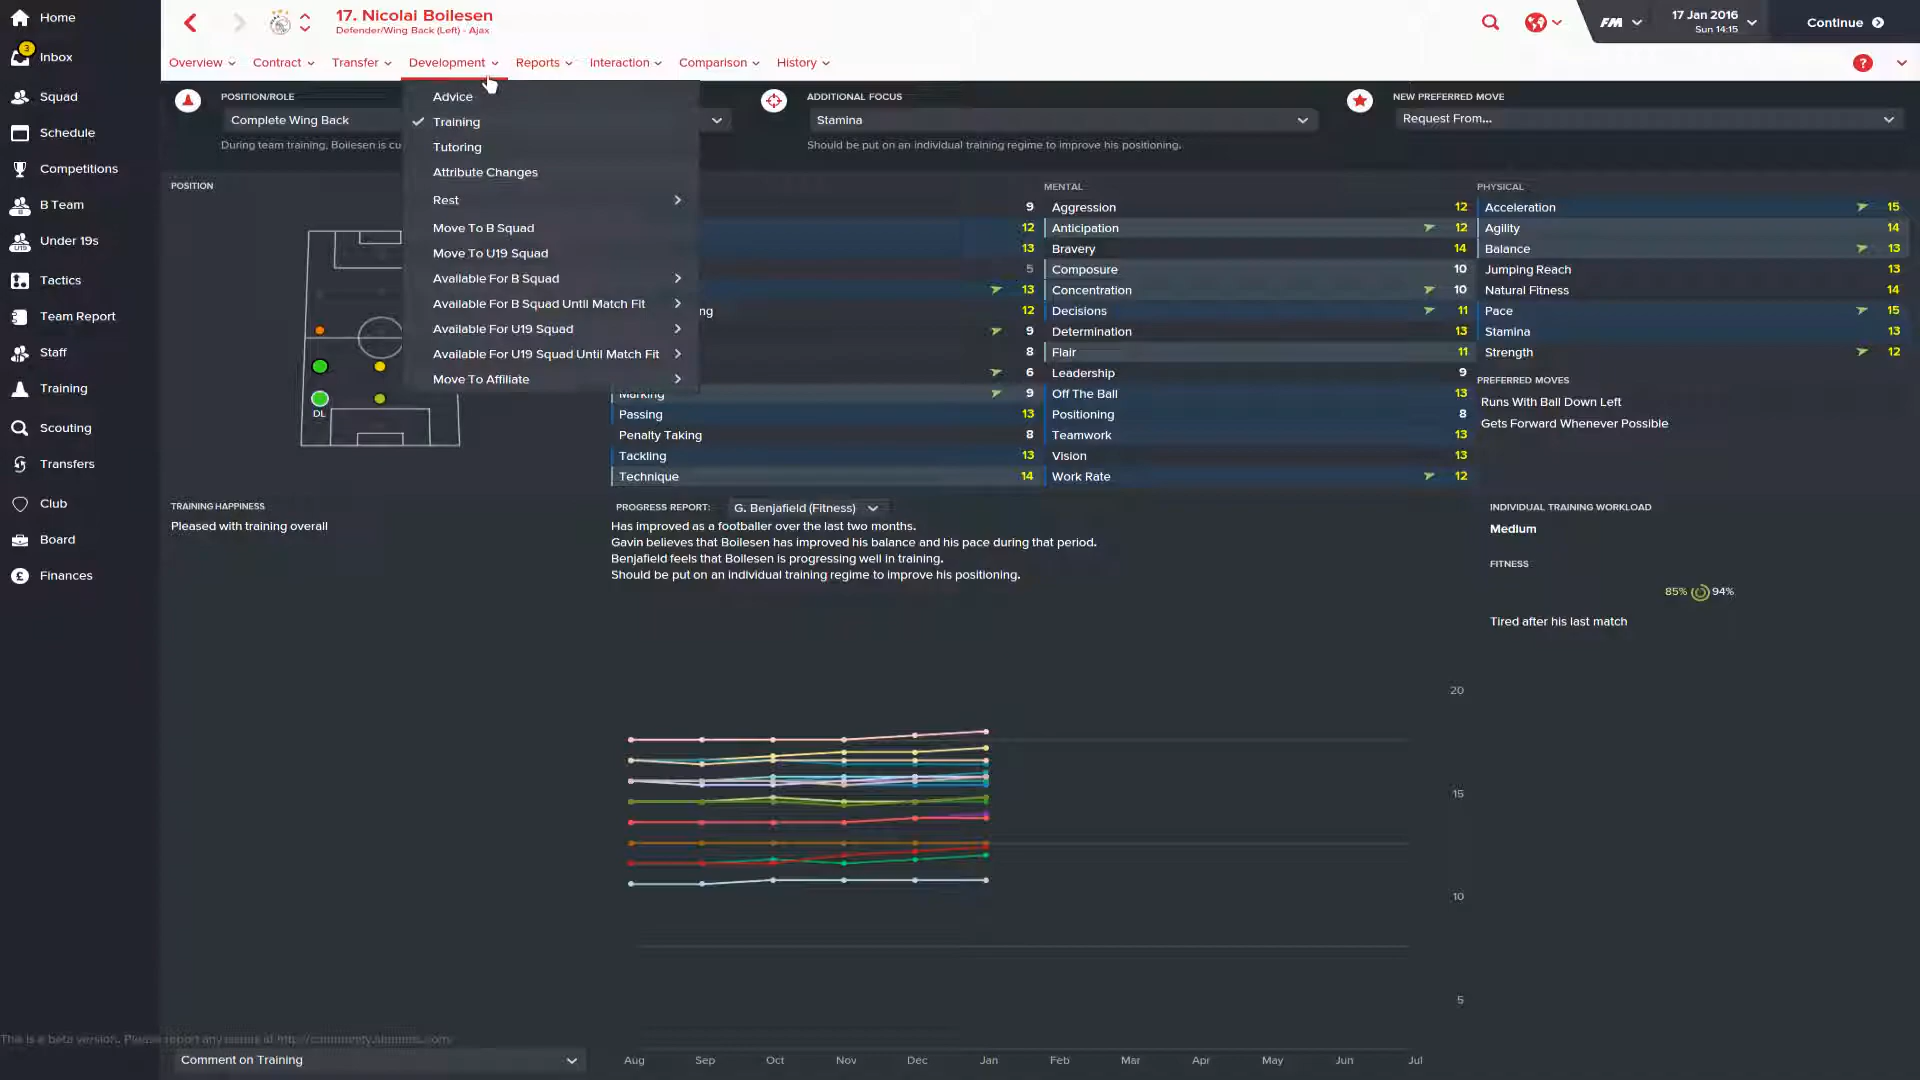 Home
3
Inbox
Squad
Schedule
Competitions
B Team
Under 19s
Tactics
Team Report
Staff
Training
Scouting
Transfers
Club
Board
Finances
17. Nicolai Boilesen
Defender/Wing Back (Left) - Ajax
FM
17 Jan 2016
Sun 14:15
Continue
Overview
Contract
Transfer
Development
Reports
Interaction
Comparison
History
?
POSITION/ROLE
Complete Wing Back
During team training, Boilesen is cu
Advice
Training
Tutoring
Attribute Changes
Rest
Move To B Squad
Move To U19 Squad
Available For B Squad
Available For B Squad Until Match Fit
Available For U19 Squad
Available For U19 Squad Until Match Fit
Move To Affiliate
ADDITIONAL FOCUS
Stamina
Should be put on an individual training regime to improve his positioning.
NEW PREFERRED MOVE
Request From...
POSITION
DL
9
12
13
5
13
ng 12
9
8
6
Marking 9
Passing 13
Penalty Taking 8
Tackling 13
Technique 14
MENTAL
Aggression 12
Anticipation 12
Bravery 14
Composure 10
Concentration 10
Decisions 11
Determination 13
Flair 11
Leadership 9
Off The Ball 13
Positioning 8
Teamwork 13
Vision 13
Work Rate 12
PHYSICAL
Acceleration 15
Agility 14
Balance 13
Jumping Reach 13
Natural Fitness 14
Pace 15
Stamina 13
Strength 12
PREFERRED MOVES
Runs With Ball Down Left
Gets Forward Whenever Possible
TRAINING HAPPINESS
Pleased with training overall
PROGRESS REPORT: G. Benjafield (Fitness)
Has improved as a footballer over the last two months.
Gavin believes that Boilesen has improved his balance and his pace during that period.
Benjafield feels that Boilesen is progressing well in training.
Should be put on an individual training regime to improve his positioning.
INDIVIDUAL TRAINING WORKLOAD
Medium
FITNESS
85% 94%
Tired after his last match
20
15
10
5
Aug Sep Oct Nov Dec Jan Feb Mar Apr May Jun Jul
This is a beta version. Please report any issues at http://community.
Comment on Training